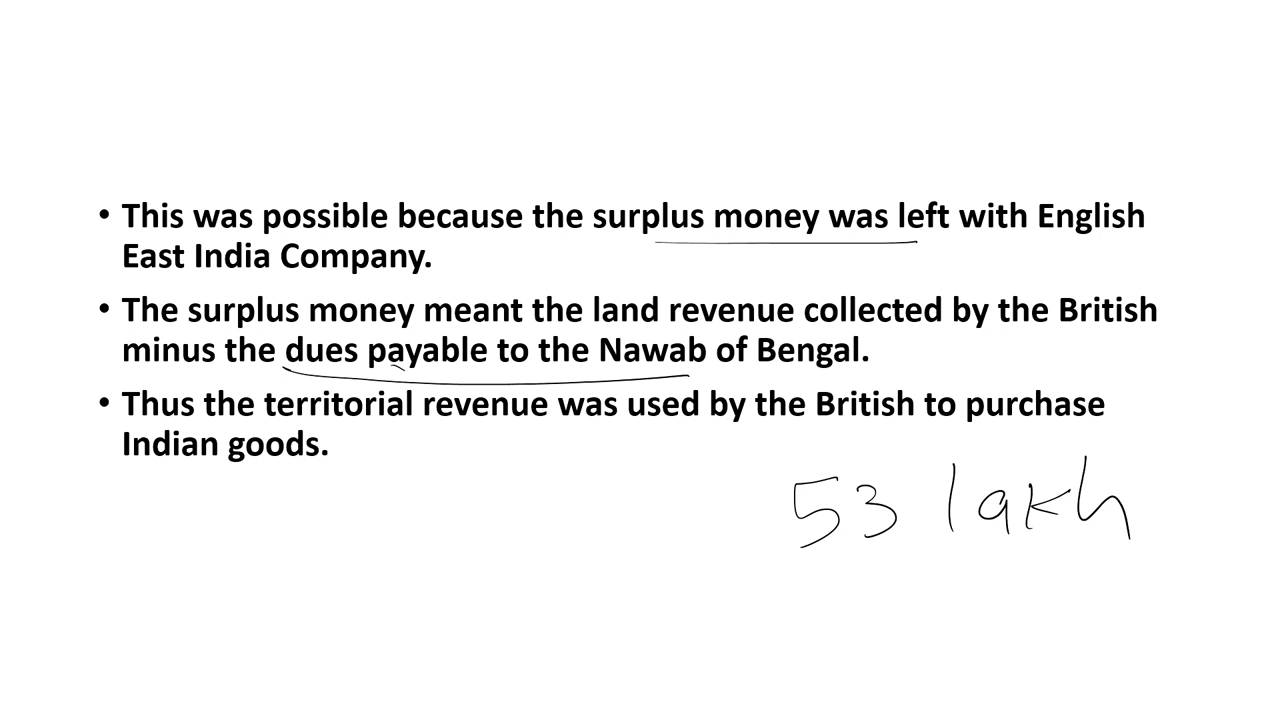 • This was possible because the surplus money was left with English
East India Company.
• The surplus money meant the land revenue collected by the British
minus the dues payable to the Nawab of Bengal.
• Thus the territorial revenue was used by the British to purchase
Indian goods.
53 lakh